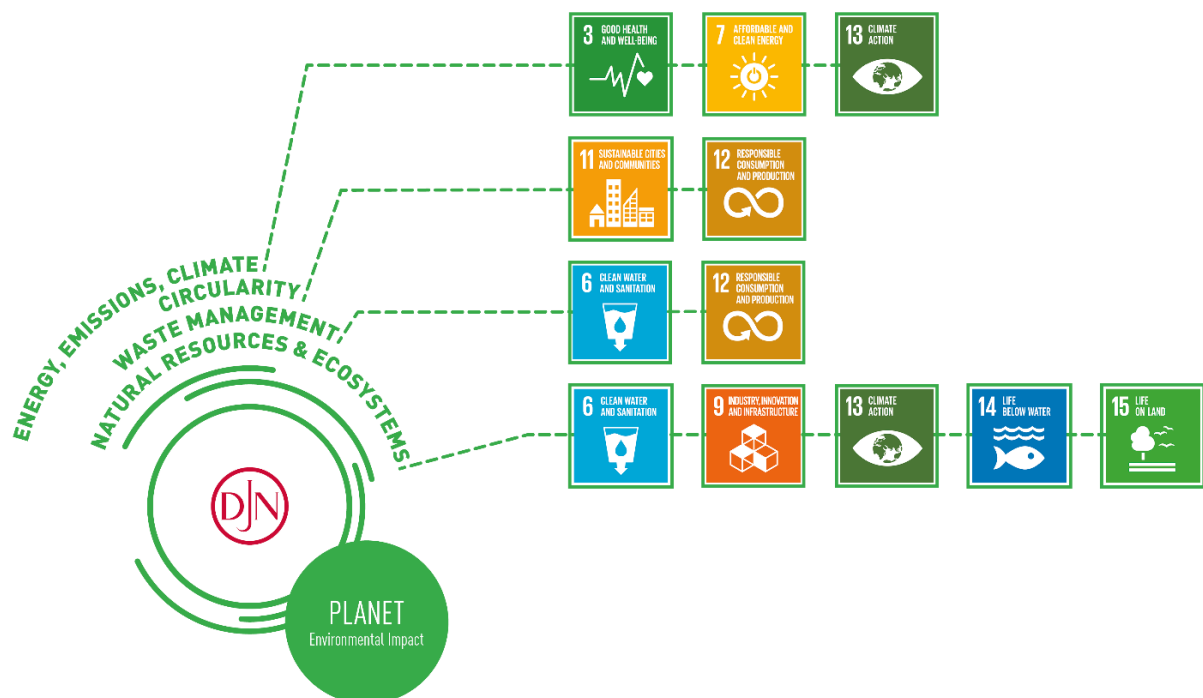 3 GOOD HEALTH
AND WELL-BEING
7 AFFORDABLE AND
CLEAN ENERGY
13 CLIMATE
ACTION
11 SUSTAINABLE CITIES
AND COMMUNITIES
12 RESPONSIBLE
CONSUMPTION
AND PRODUCTION
6 CLEAN WATER
AND SANITATION
12 RESPONSIBLE
CONSUMPTION
AND PRODUCTION
6 CLEAN WATER
AND SANITATION
9 INDUSTRY, INNOVATION
AND INFRASTRUCTURE
13 CLIMATE
ACTION
14 LIFE
BELOW WATER
15 LIFE
ON LAND
ENERGY, EMISSIONS, CLIMATE
CIRCULARITY
WASTE MANAGEMENT
NATURAL RESOURCES & ECOSYSTEMS
DJN
PLANET
Environmental Impact